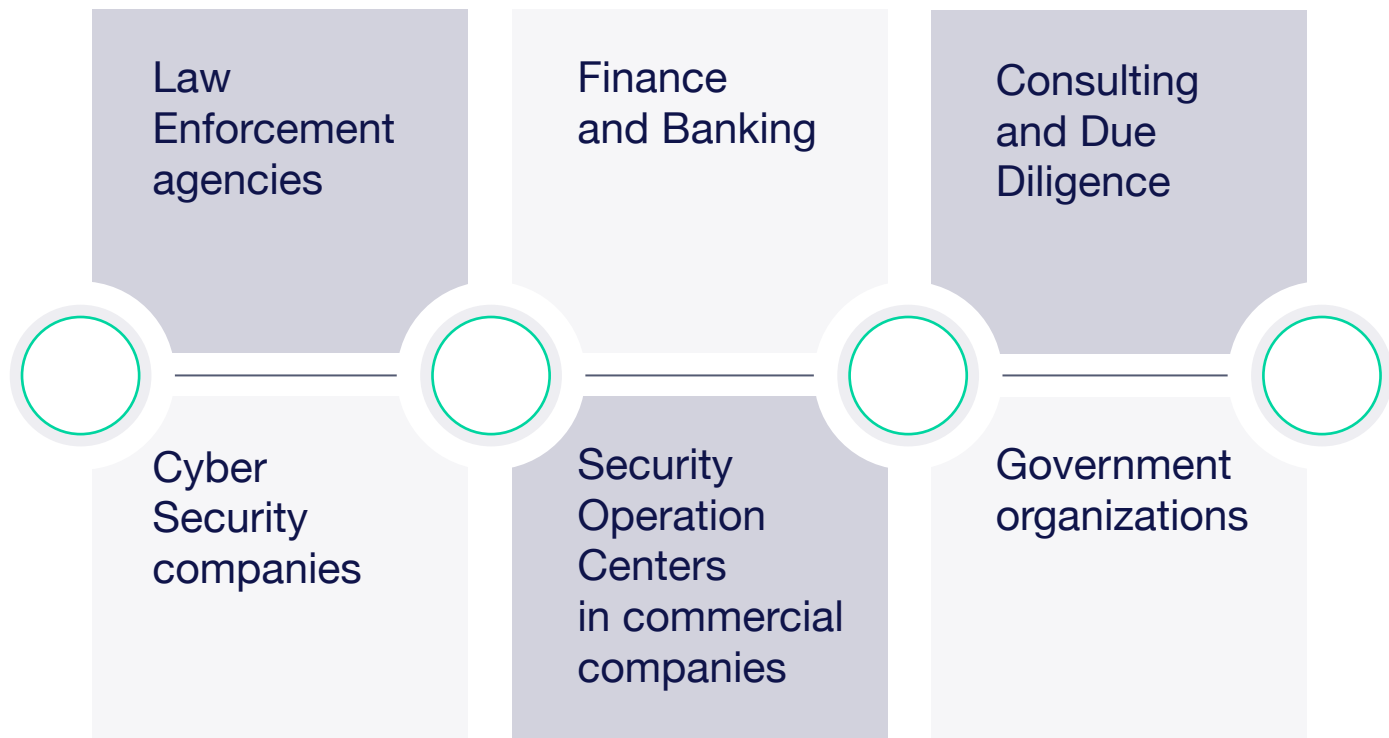 Law
Enforcement
agencies
Finance
and Banking
Consulting
and Due
Diligence
Cyber
Security
companies
Security
Operation
Centers
in commercial
companies
Government
organizations